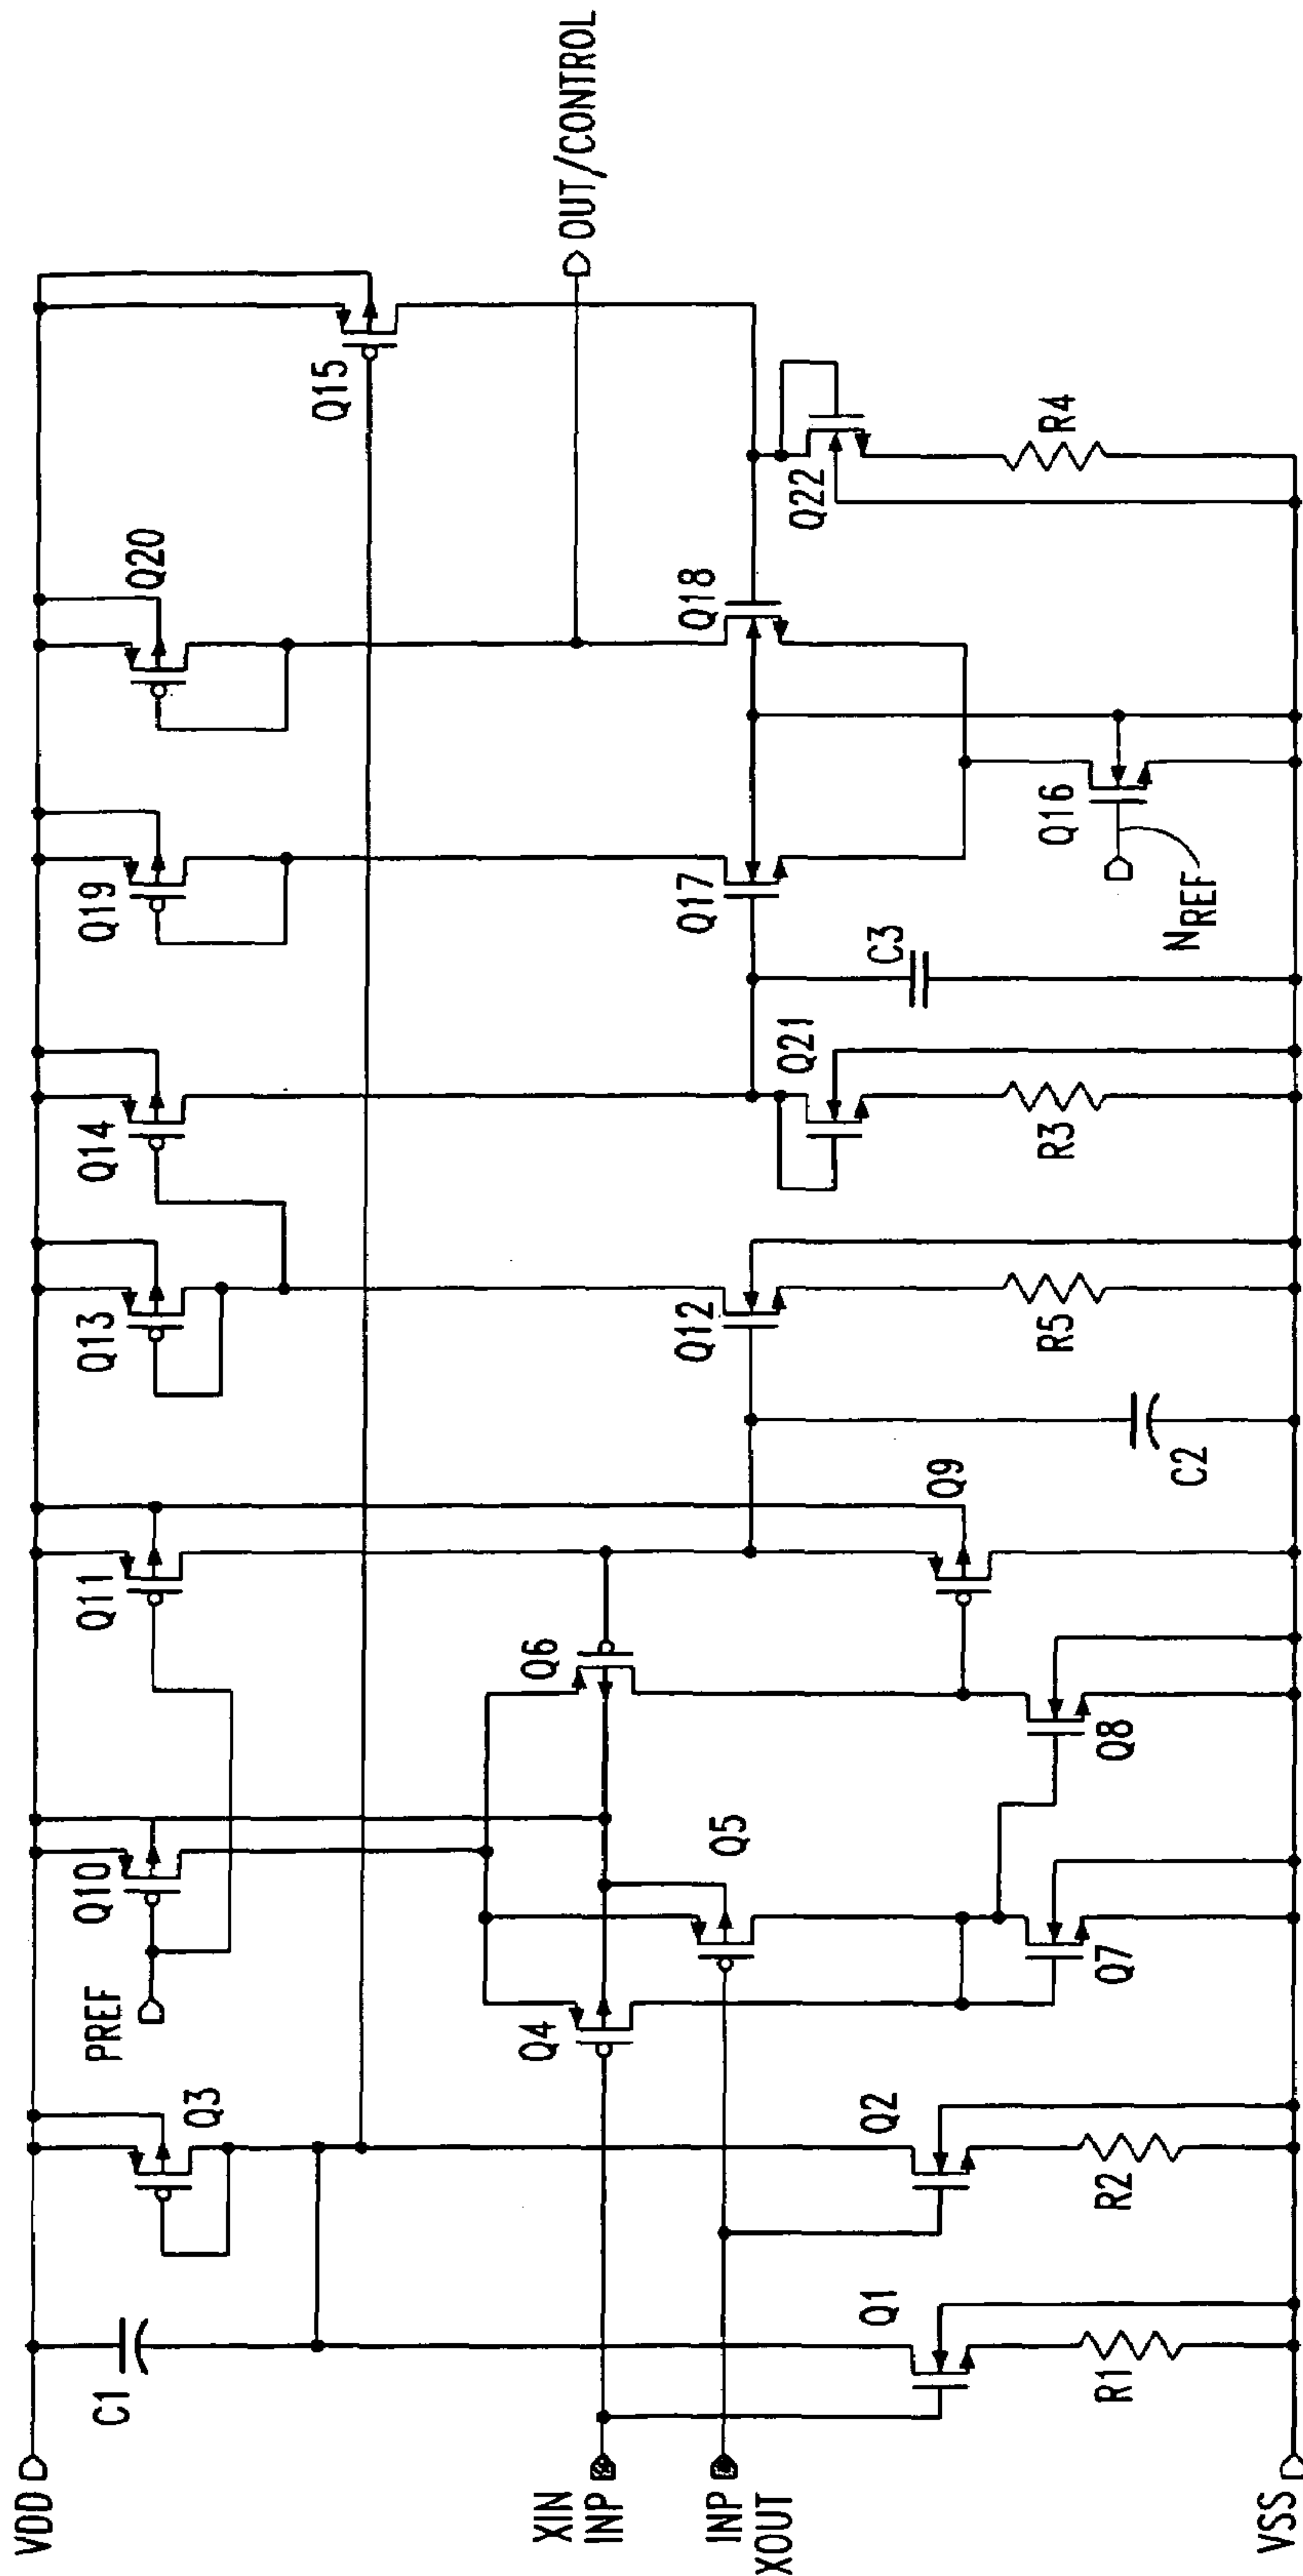 VDD
C1
Q3
PREF
Q10
Q11
Q13
Q14
Q19
Q20
Q15
OUT/CONTROL
XIN
INP
INP
XOUT
Q4
Q5
Q6
Q12
Q17
Q18
Q21
Q22
C3
Q1
Q2
Q7
Q8
Q9
C2
Q16
NREF
R1
R2
R5
R3
R4
VSS